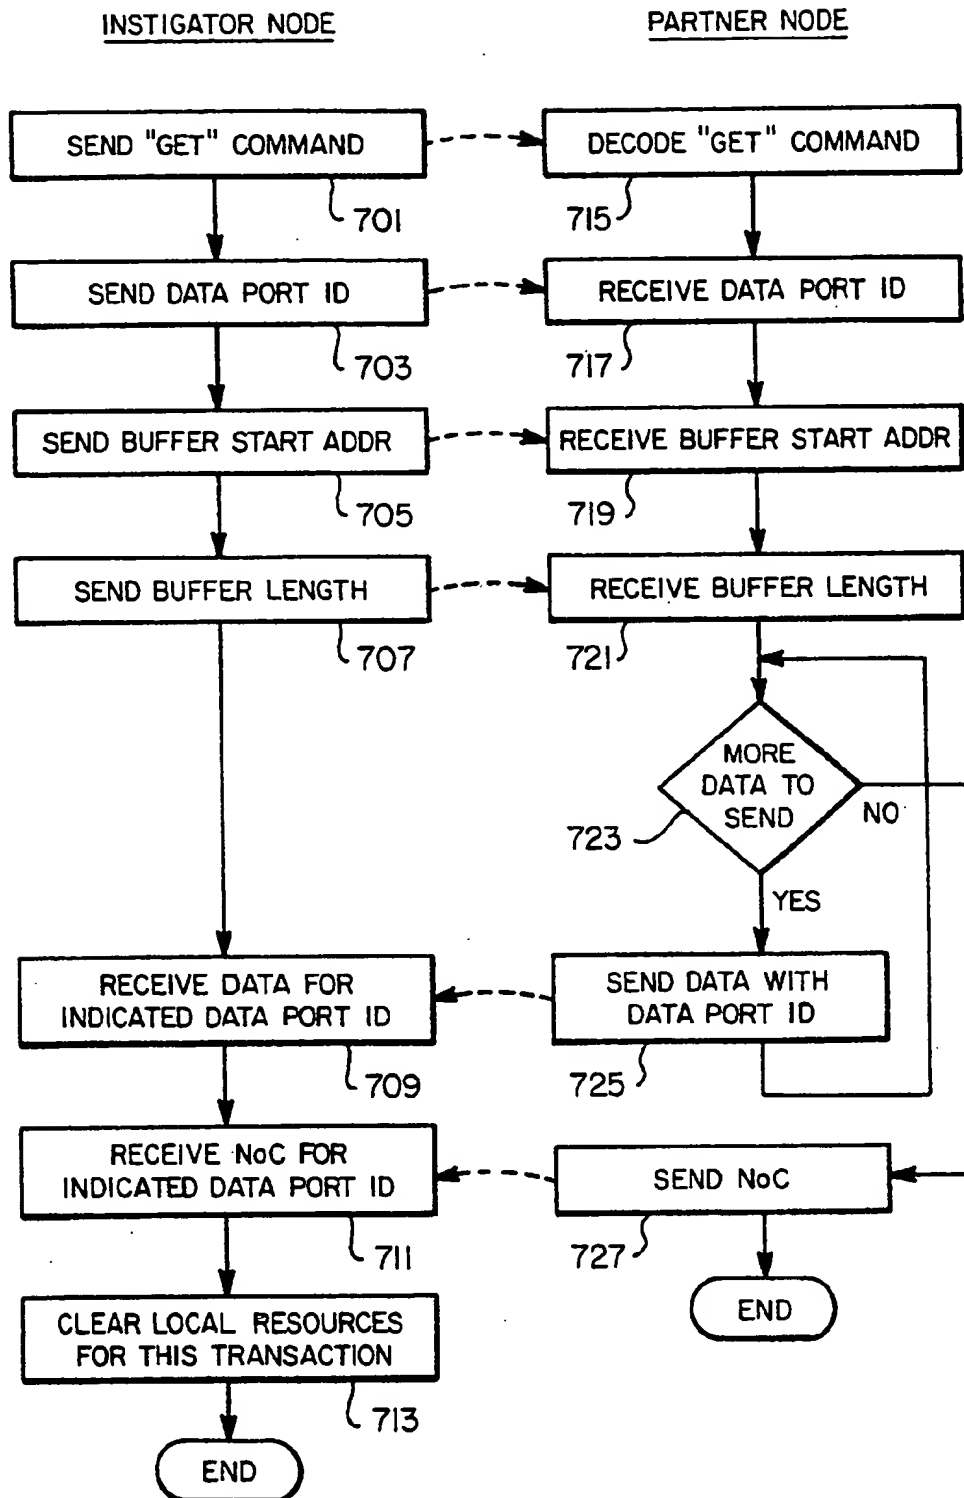 INSTIGATOR NODE
PARTNER NODE
SEND "GET" COMMAND
701
DECODE "GET" COMMAND
715
SEND DATA PORT ID
703
RECEIVE DATA PORT ID
717
SEND BUFFER START ADDR
705
RECEIVE BUFFER START ADDR
719
SEND BUFFER LENGTH
707
RECEIVE BUFFER LENGTH
721
MORE
DATA TO
SEND
723
NO
YES
RECEIVE DATA FOR
INDICATED DATA PORT ID
709
SEND DATA WITH
DATA PORT ID
725
RECEIVE NoC FOR
INDICATED DATA PORT ID
711
SEND NoC
727
END
CLEAR LOCAL RESOURCES
FOR THIS TRANSACTION
713
END